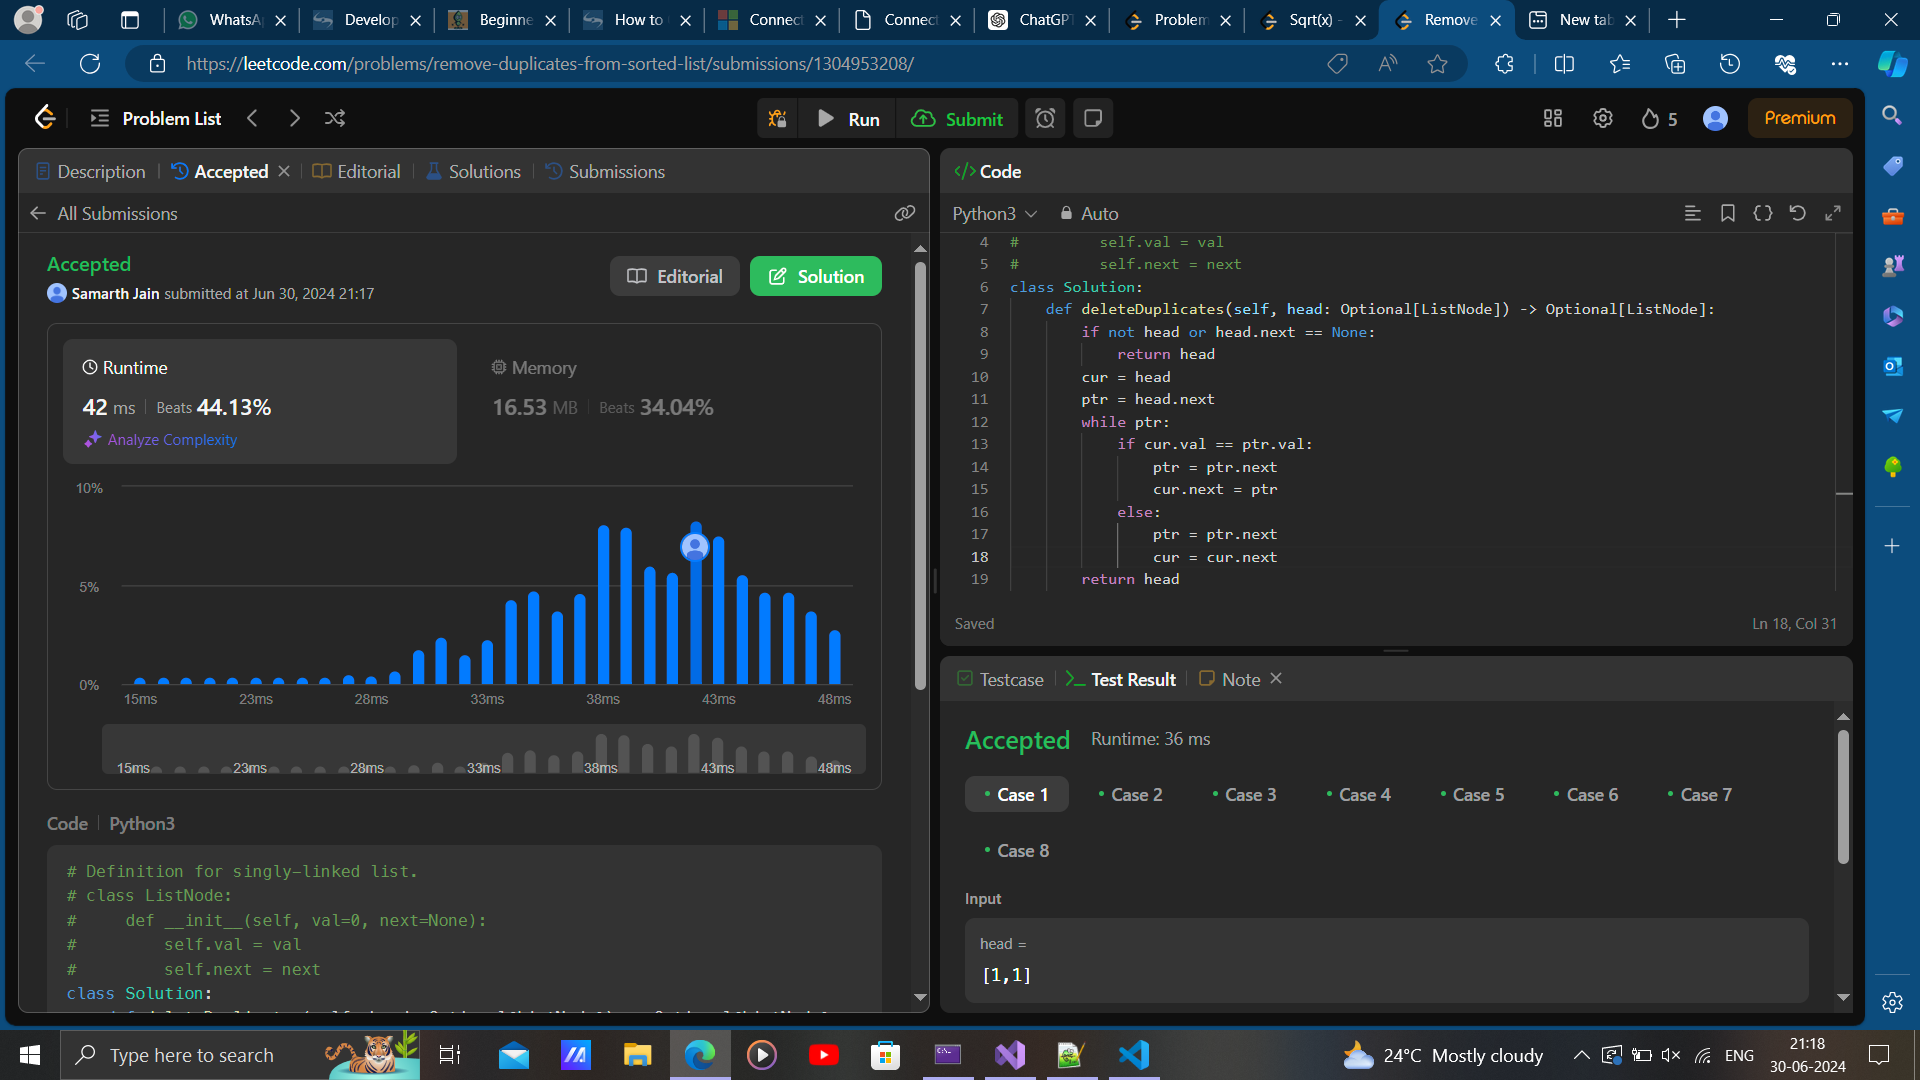 WhatsA
Develop
Beginne
How to
Connect
Connect
ChatGPT
Problem
Sqrt(x) -
Remove
New tab
https://leetcode.com/problems/remove-duplicates-from-sorted-list/submissions/1304953208/
Problem List
Run
Submit
5
Premium
Description
Accepted
Editorial
Solutions
Submissions
All Submissions
Accepted
Samarth Jain submitted at Jun 30, 2024 21:17
Editorial
Solution
Runtime
42 ms
Beats 44.13%
Analyze Complexity
Memory
16.53 MB
Beats 34.04%
10%
5%
0%
15ms 23ms 28ms 33ms 38ms 43ms 48ms
15ms 23ms 28ms 33ms 38ms 43ms 48ms
Code
Python3
# Definition for singly-linked list.
# class ListNode:
#     def __init__(self, val=0, next=None):
#         self.val = val
#         self.next = next
class Solution:
</> Code
Python3
Auto
4 #         self.val = val
5 #         self.next = next
6 class Solution:
7     def deleteDuplicates(self, head: Optional[ListNode]) -> Optional[ListNode]:
8         if not head or head.next == None:
9             return head
10         cur = head
11         ptr = head.next
12         while ptr:
13             if cur.val == ptr.val:
14                 ptr = ptr.next
15                 cur.next = ptr
16             else:
17                 ptr = ptr.next
18                 cur = cur.next
19         return head
Saved
Ln 18, Col 31
Testcase
Test Result
Note
Accepted
Runtime: 36 ms
Case 1
Case 2
Case 3
Case 4
Case 5
Case 6
Case 7
Case 8
Input
head =
[1,1]
Type here to search
24°C Mostly cloudy
ENG
21:18
30-06-2024